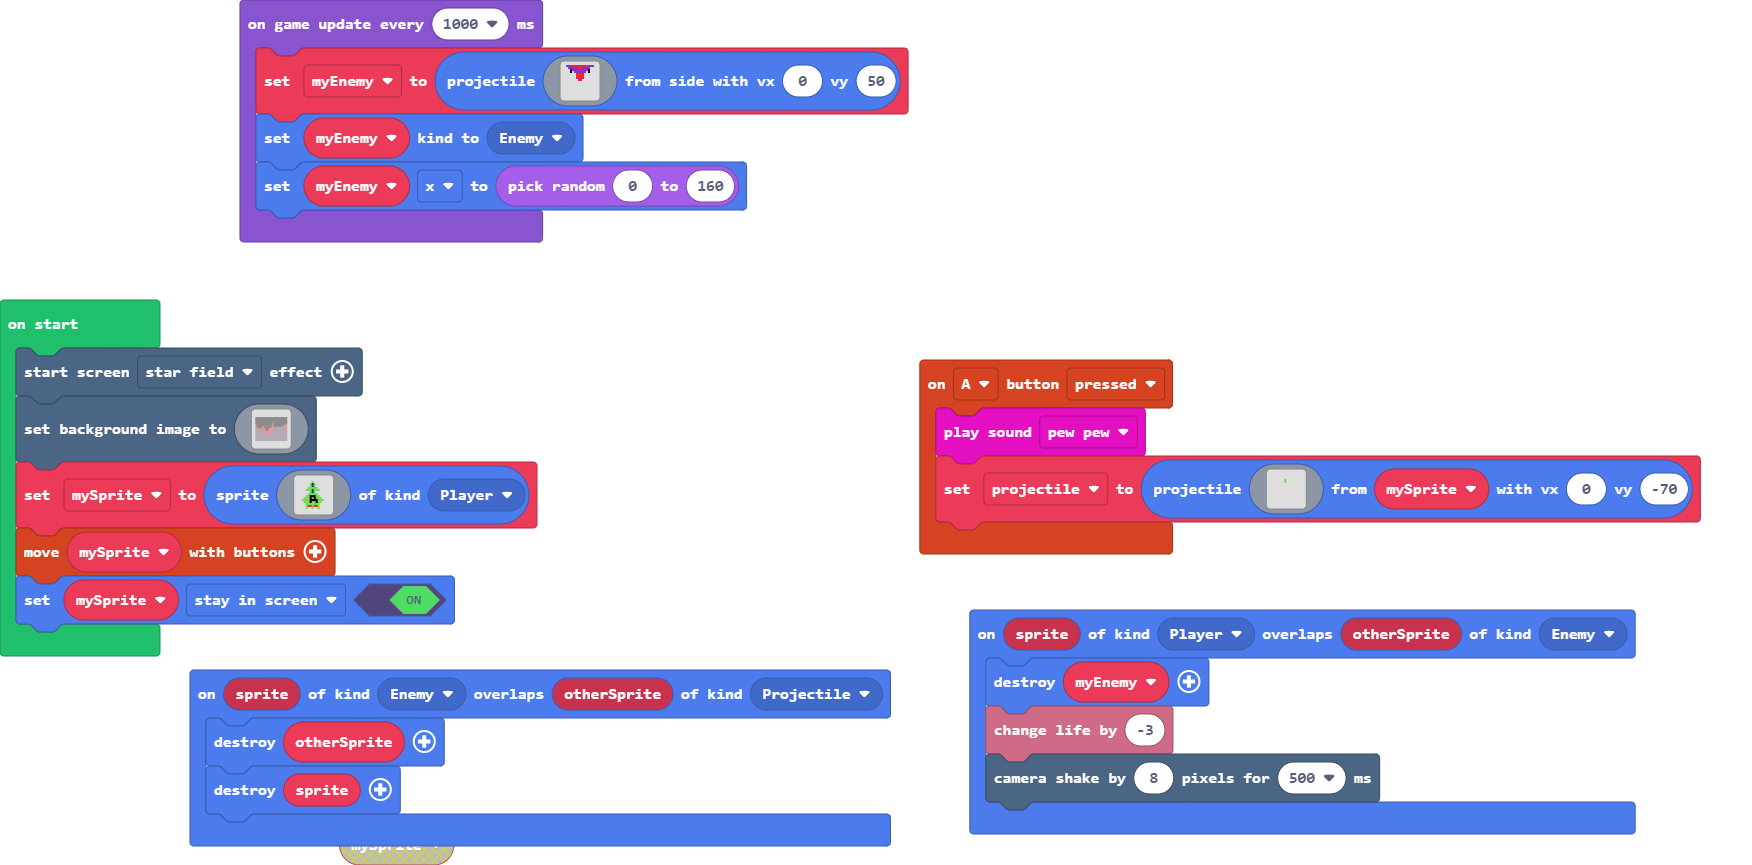 on game update every 1000 ms
set myEnemy to projectile from side with vx 0 vy 50
set myEnemy kind to Enemy
set myEnemy x to pick random 0 to 160
on start
start screen star field effect
set background image to
set mySprite to sprite of kind Player
move mySprite with buttons
set mySprite stay in screen ON
on A button pressed
play sound pew pew
set projectile to projectile from mySprite with vx 0 vy -70
on sprite of kind Enemy overlaps otherSprite of kind Projectile
destroy otherSprite
destroy sprite
mySprite
on sprite of kind Player overlaps otherSprite of kind Enemy
destroy myEnemy
change life by -3
camera shake by 8 pixels for 500 ms